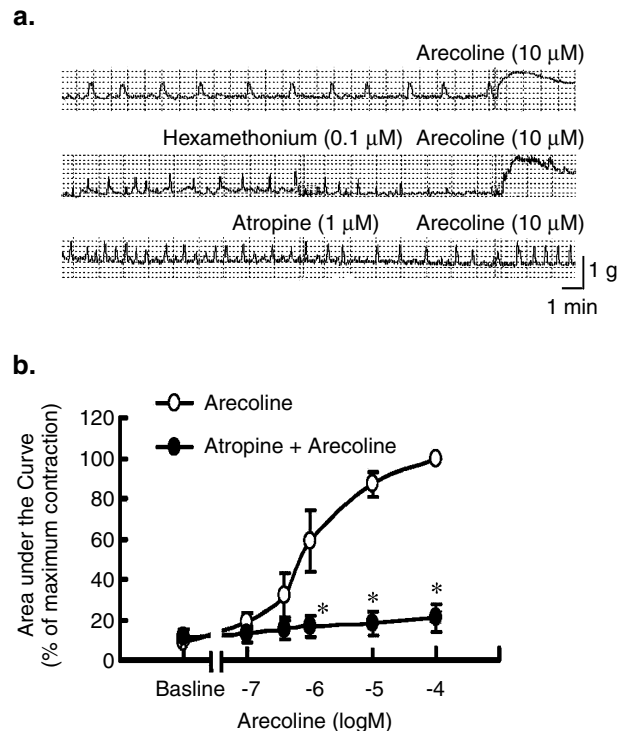 a.
Arecoline (10 μM)
Hexamethonium (0.1 μM) Arecoline (10 μM)
Atropine (1 μM) Arecoline (10 μM)
1 g
1 min
b.
Area under the Curve
(% of maximum contraction)
120
100
80
60
40
20
0
Arecoline
Atropine + Arecoline
*
*
*
Basline -7 -6 -5 -4
Arecoline (logM)